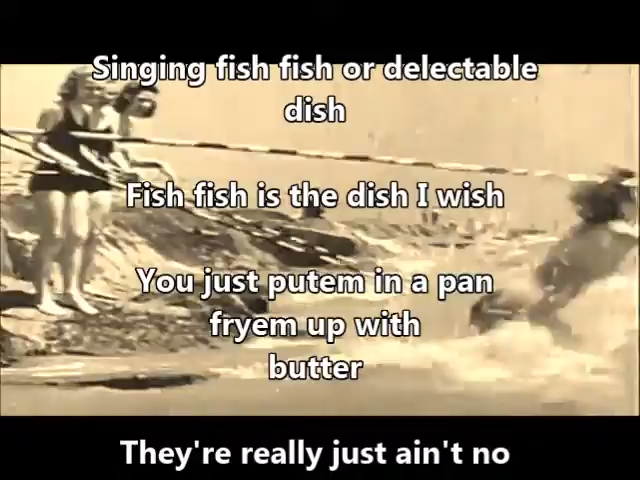 Singing fish fish or delectable
dish
Fish fish is the dish I wish
You just putem in a pan
fryem up with
butter
They're really just ain't no